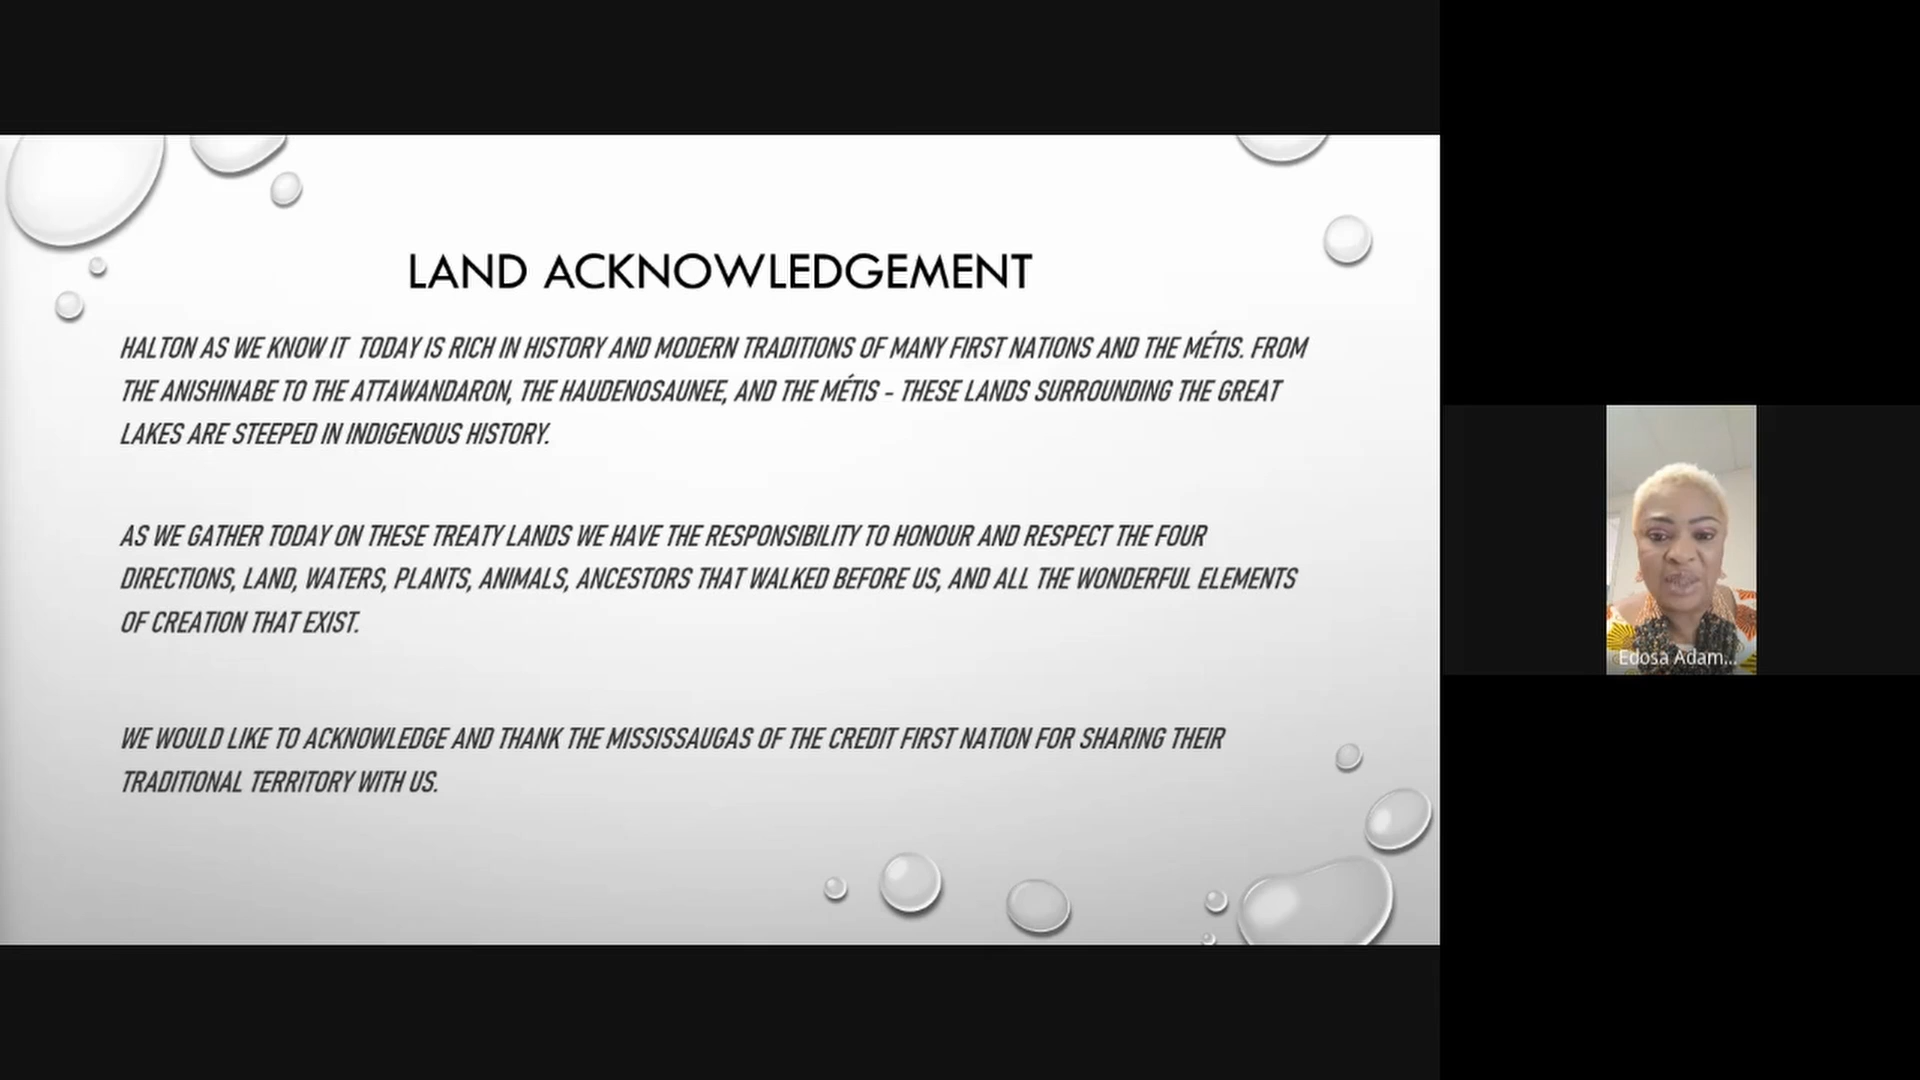 LAND ACKNOWLEDGEMENT
HALTON AS WE KNOW IT TODAY IS RICH IN HISTORY AND MODERN TRADITIONS OF MANY FIRST NATIONS AND THE MÉTIS. FROM
THE ANISHINABE TO THE ATTAWANDARON, THE HAUDENOSAUNEE, AND THE MÉTIS - THESE LANDS SURROUNDING THE GREAT
LAKES ARE STEEPED IN INDIGENOUS HISTORY.
AS WE GATHER TODAY ON THESE TREATY LANDS WE HAVE THE RESPONSIBILITY TO HONOUR AND RESPECT THE FOUR
DIRECTIONS, LAND, WATERS, PLANTS, ANIMALS, ANCESTORS THAT WALKED BEFORE US, AND ALL THE WONDERFUL ELEMENTS
OF CREATION THAT EXIST.
WE WOULD LIKE TO ACKNOWLEDGE AND THANK THE MISSISSAUGAS OF THE CREDIT FIRST NATION FOR SHARING THEIR
TRADITIONAL TERRITORY WITH US.
Edosa Adam...